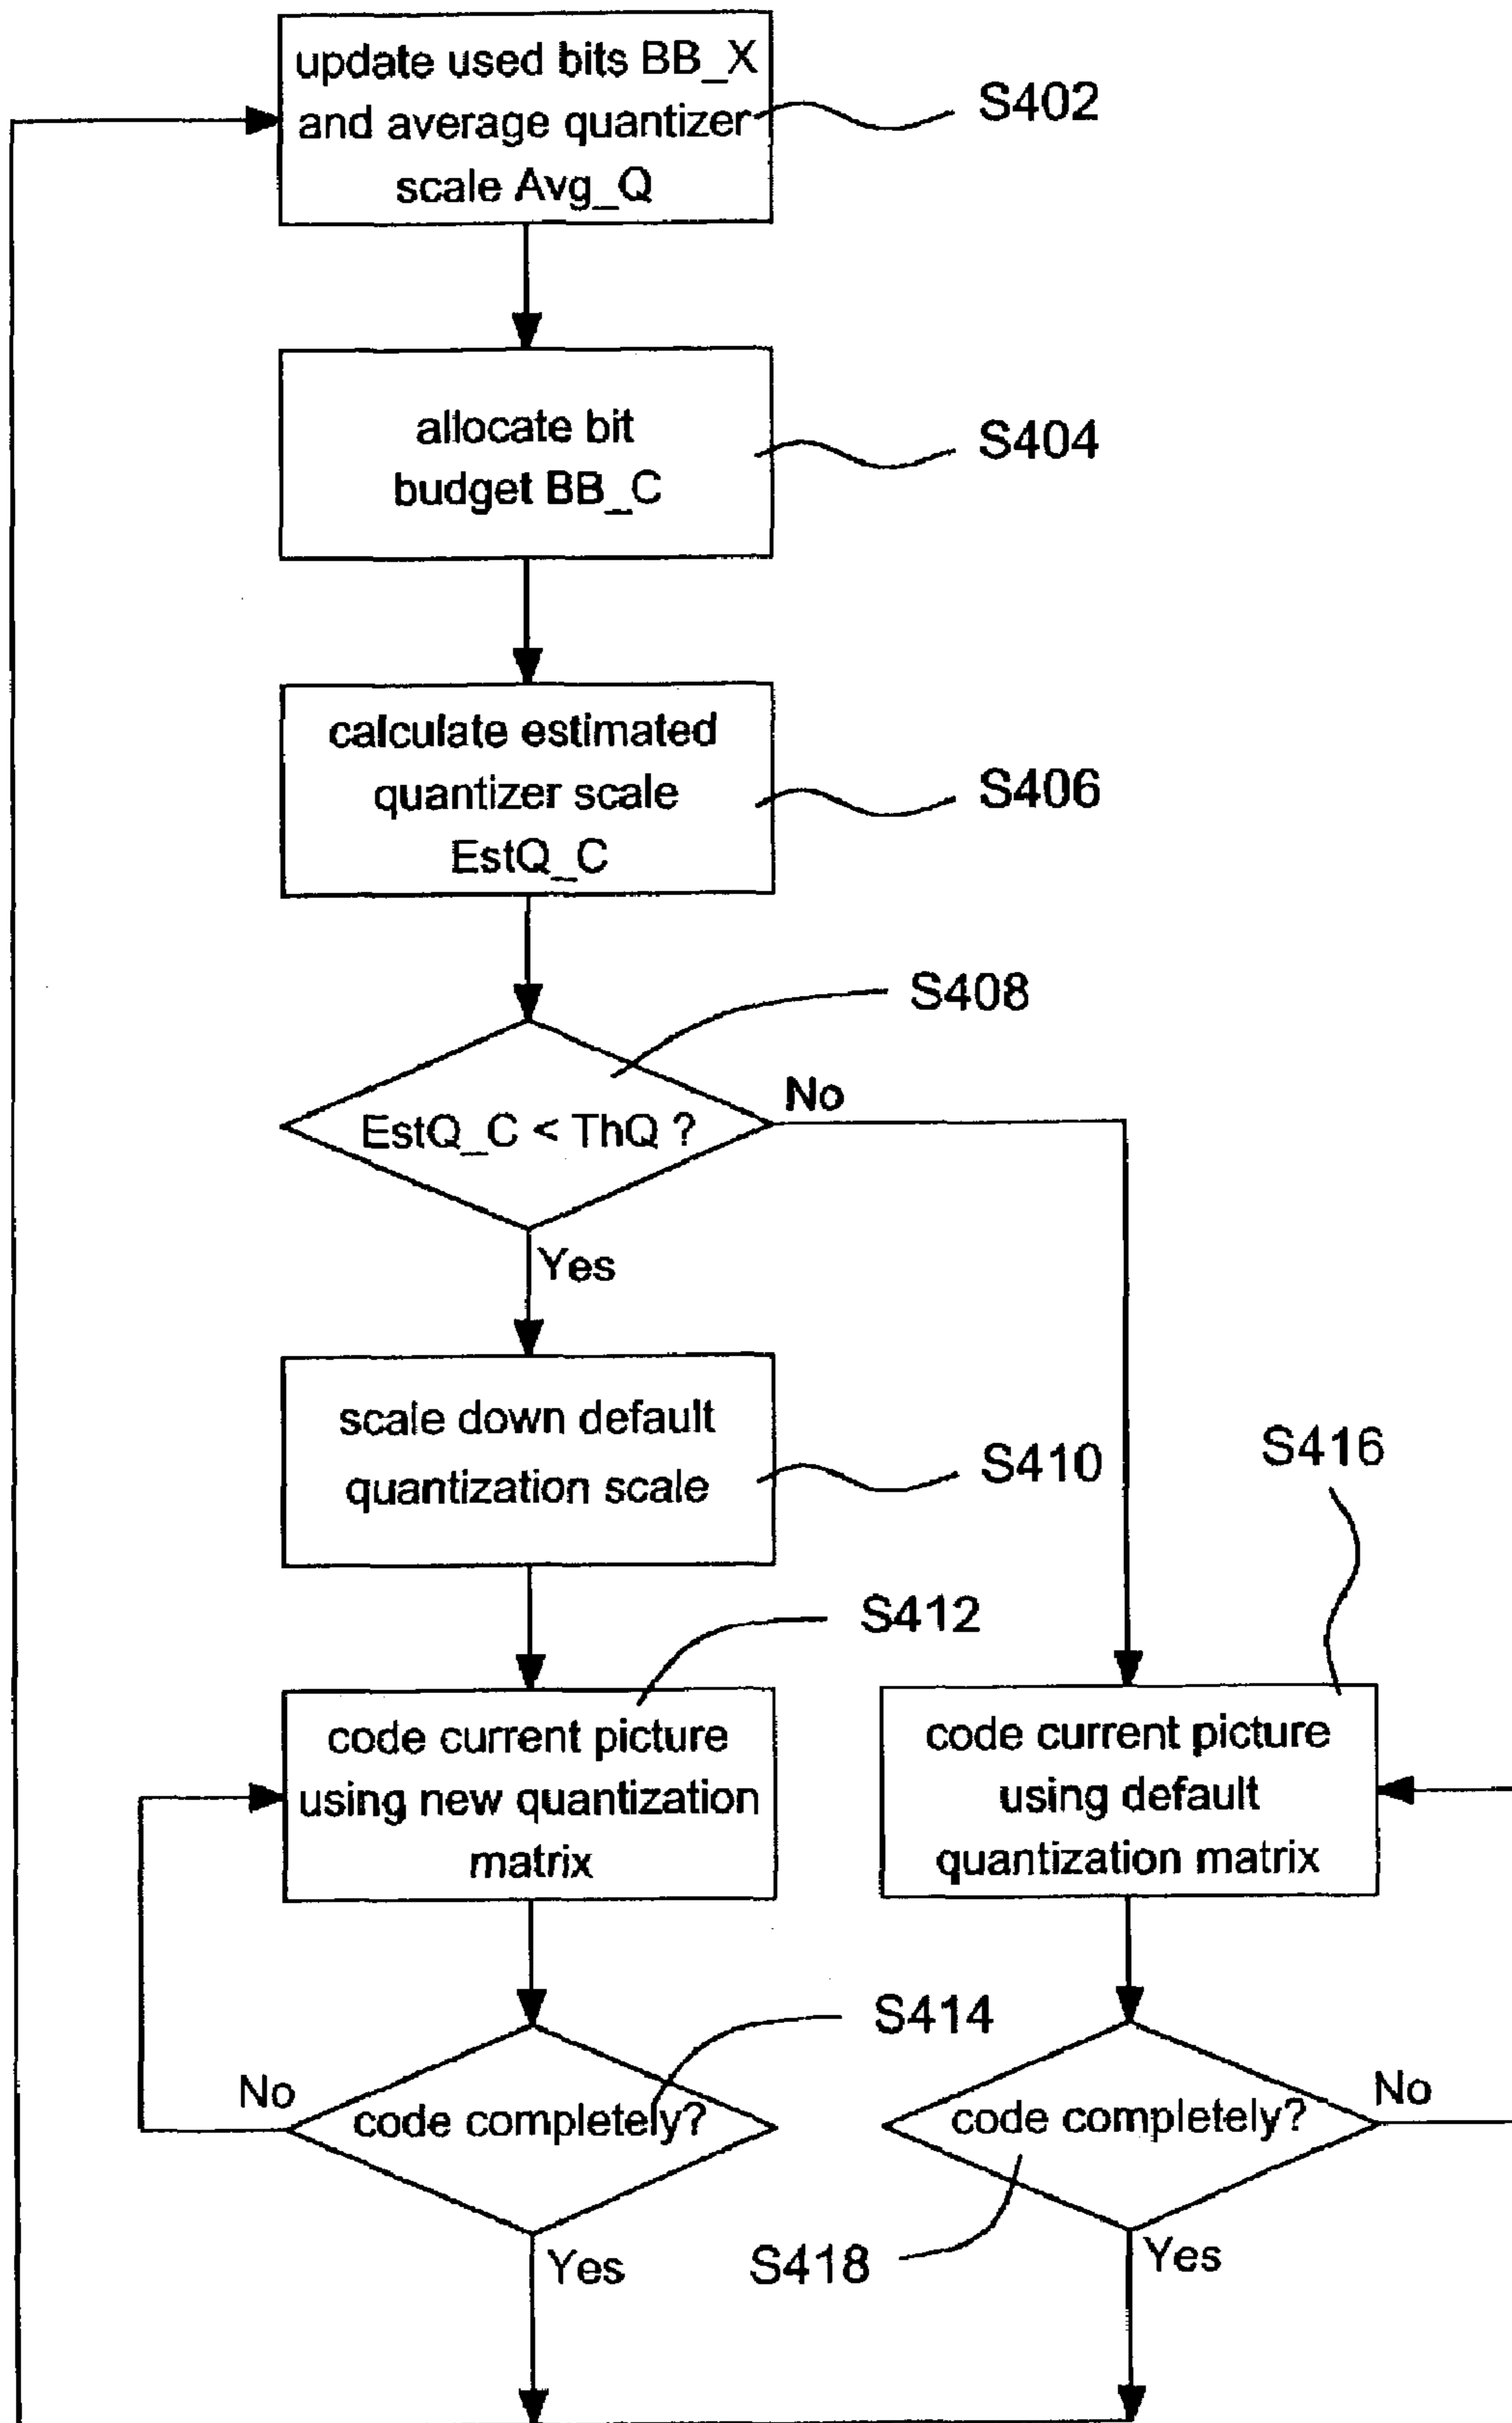 update used bits BB_X
and average quantizer
scale Avg_Q
S402
allocate bit
budget BB_C
S404
calculate estimated
quantizer scale
EstQ_C
S406
S408
EstQ_C < ThQ ?
No
Yes
scale down default
quantization scale
S410
S416
S412
code current picture
using new quantization
matrix
code current picture
using default
quantization matrix
S414
No
code completely?
code completely?
No
Yes
S418
Yes